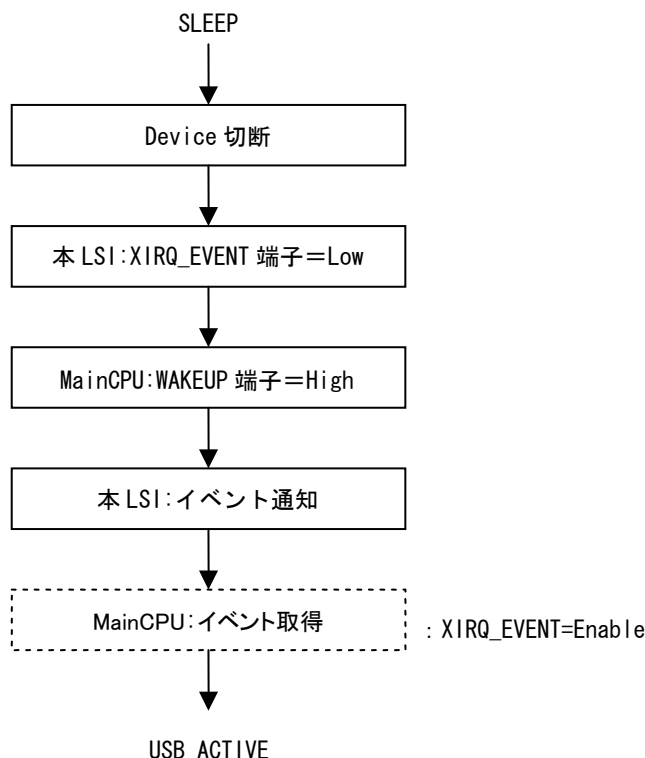 SLEEP
Device 切断
本 LSI:XIRQ_EVENT 端子＝Low
MainCPU:WAKEUP 端子＝High
本 LSI:イベント通知
MainCPU:イベント取得
: XIRQ_EVENT=Enable
USB ACTIVE